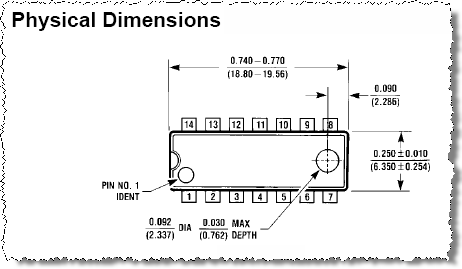 Physical Dimensions
0.740–0.770
(18.80–19.56)
0.090
(2.286)
14 13 12 11 10 9 8
0.250 ± 0.010
(6.350 ± 0.254)
PIN NO. 1
IDENT
1 2 3 4 5 6 7
0.092 DIA 0.030 MAX
(2.337) (0.762) DEPTH